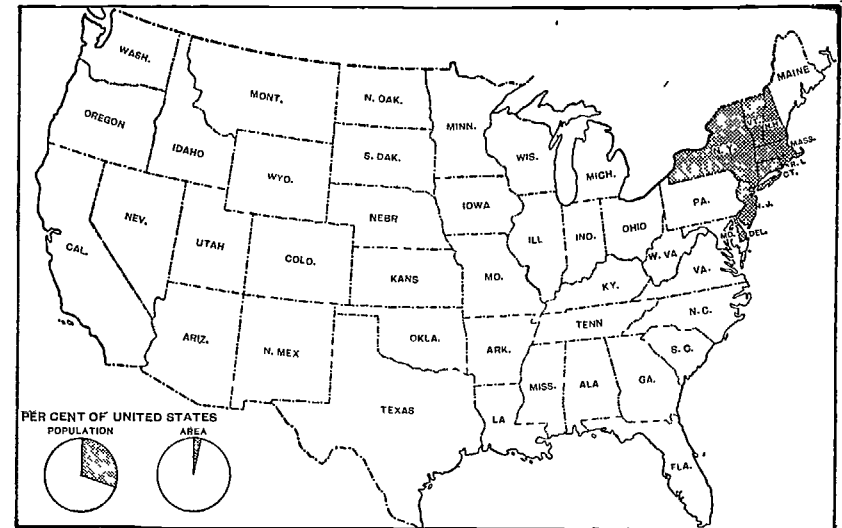 WASH.
OREGON
CAL.
NEV.
IDAHO
MONT.
WYO.
UTAH
COLO.
ARIZ.
N. MEX
N. DAK.
S. DAK.
NEBR
KANS
OKLA.
TEXAS
MINN.
IOWA
MO.
ARK.
LA
WIS.
ILL
MICH.
IND.
OHIO
KY.
TENN
MISS.
ALA
GA.
FLA.
S. C.
N. C.
VA.
W. VA
PA.
MD.
DEL.
N. J.
N. Y.
VT.
N. H.
MAINE
MASS.
R. I.
CT.
PER CENT OF UNITED STATES
POPULATION
AREA